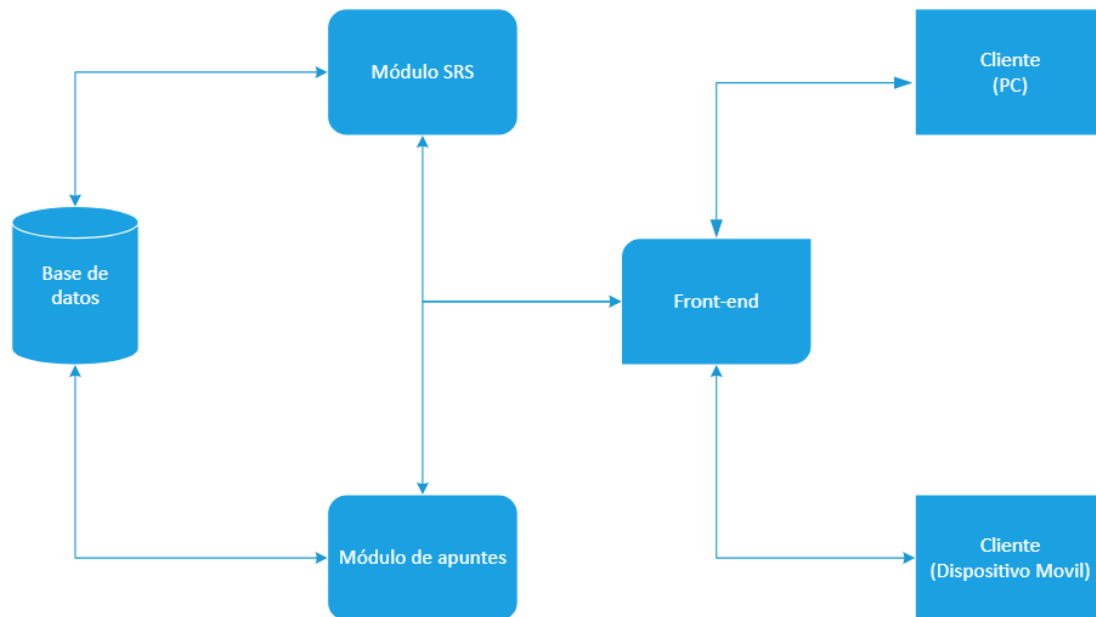 Módulo SRS
Cliente
(PC)
Base de
datos
Front-end
Módulo de apuntes
Cliente
(Dispositivo Movil)